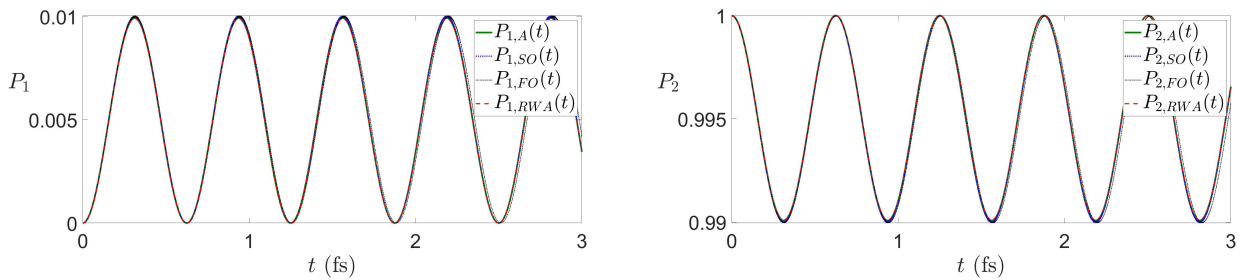 0.01
P₁,A(t)
P₁,SO(t)
P₁,FO(t)
P₁,RWA(t)
P₁
0.005
0
0
1
2
3
t (fs)
1
P₂,A(t)
P₂,SO(t)
P₂,FO(t)
P₂,RWA(t)
P₂
0.995
0.99
0
1
2
3
t (fs)